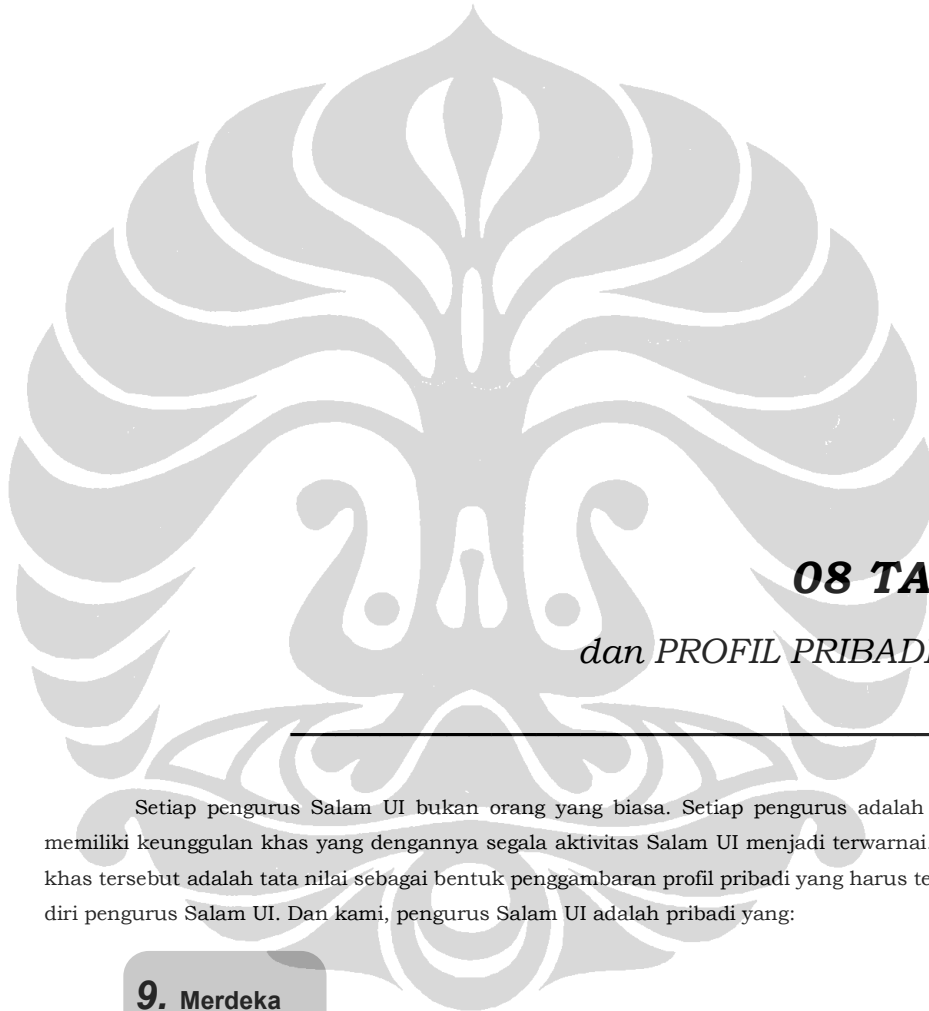 08 TA
dan PROFIL PRIBADI
Setiap pengurus Salam UI bukan orang yang biasa. Setiap pengurus adalah
memiliki keunggulan khas yang dengannya segala aktivitas Salam UI menjadi terwarnai.
khas tersebut adalah tata nilai sebagai bentuk penggambaran profil pribadi yang harus te
diri pengurus Salam UI. Dan kami, pengurus Salam UI adalah pribadi yang:
9. Merdeka